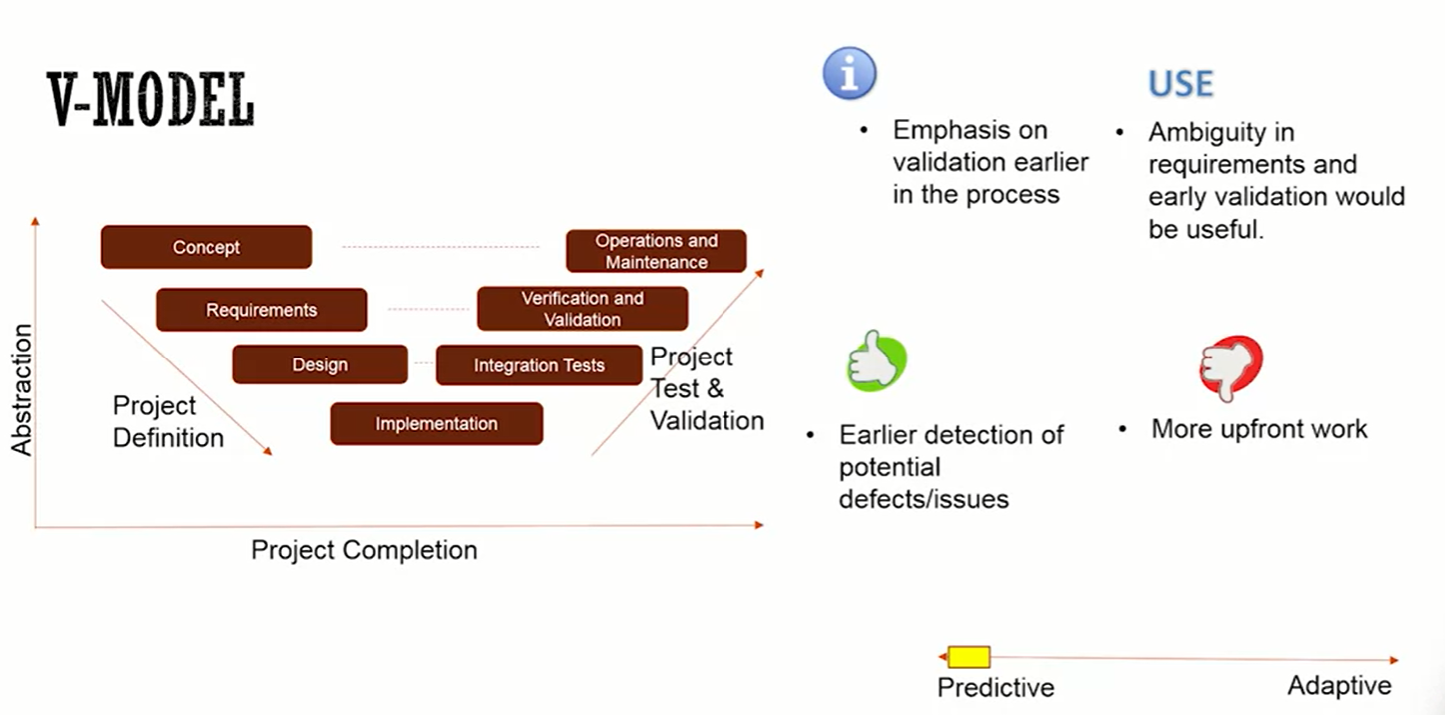 V-MODEL
Abstraction
Concept
Operations and
Maintenance
Requirements
Verification and
Validation
Design
Integration Tests
Implementation
Project
Definition
Project
Test &
Validation
Project Completion
i
• Emphasis on
validation earlier
in the process
USE
• Ambiguity in
requirements and
early validation would
be useful.
• Earlier detection of
potential
defects/issues
• More upfront work
Predictive
Adaptive